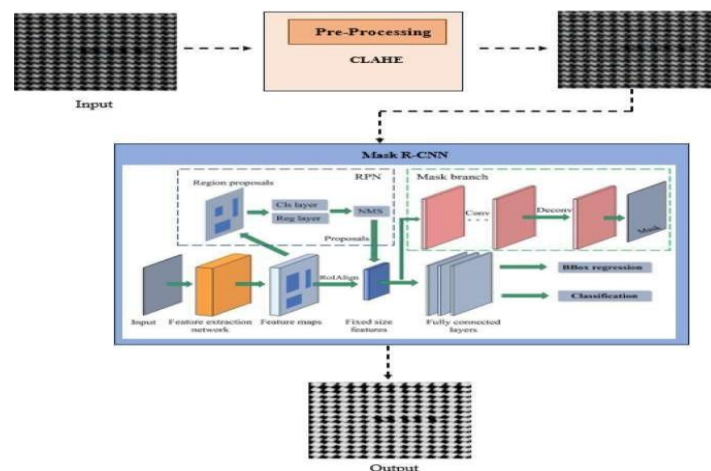 Pre-Processing
CLAHE
Input
Mask R-CNN
RPN
Mask branch
Region proposals
Cls layer
Reg layer
NMS
Conv
Deconv
Mask
Proposals
RoIAlign
BBox regression
Classification
Input
Feature extraction
network
Feature maps
Fixed size
features
Fully connected
layers
Output